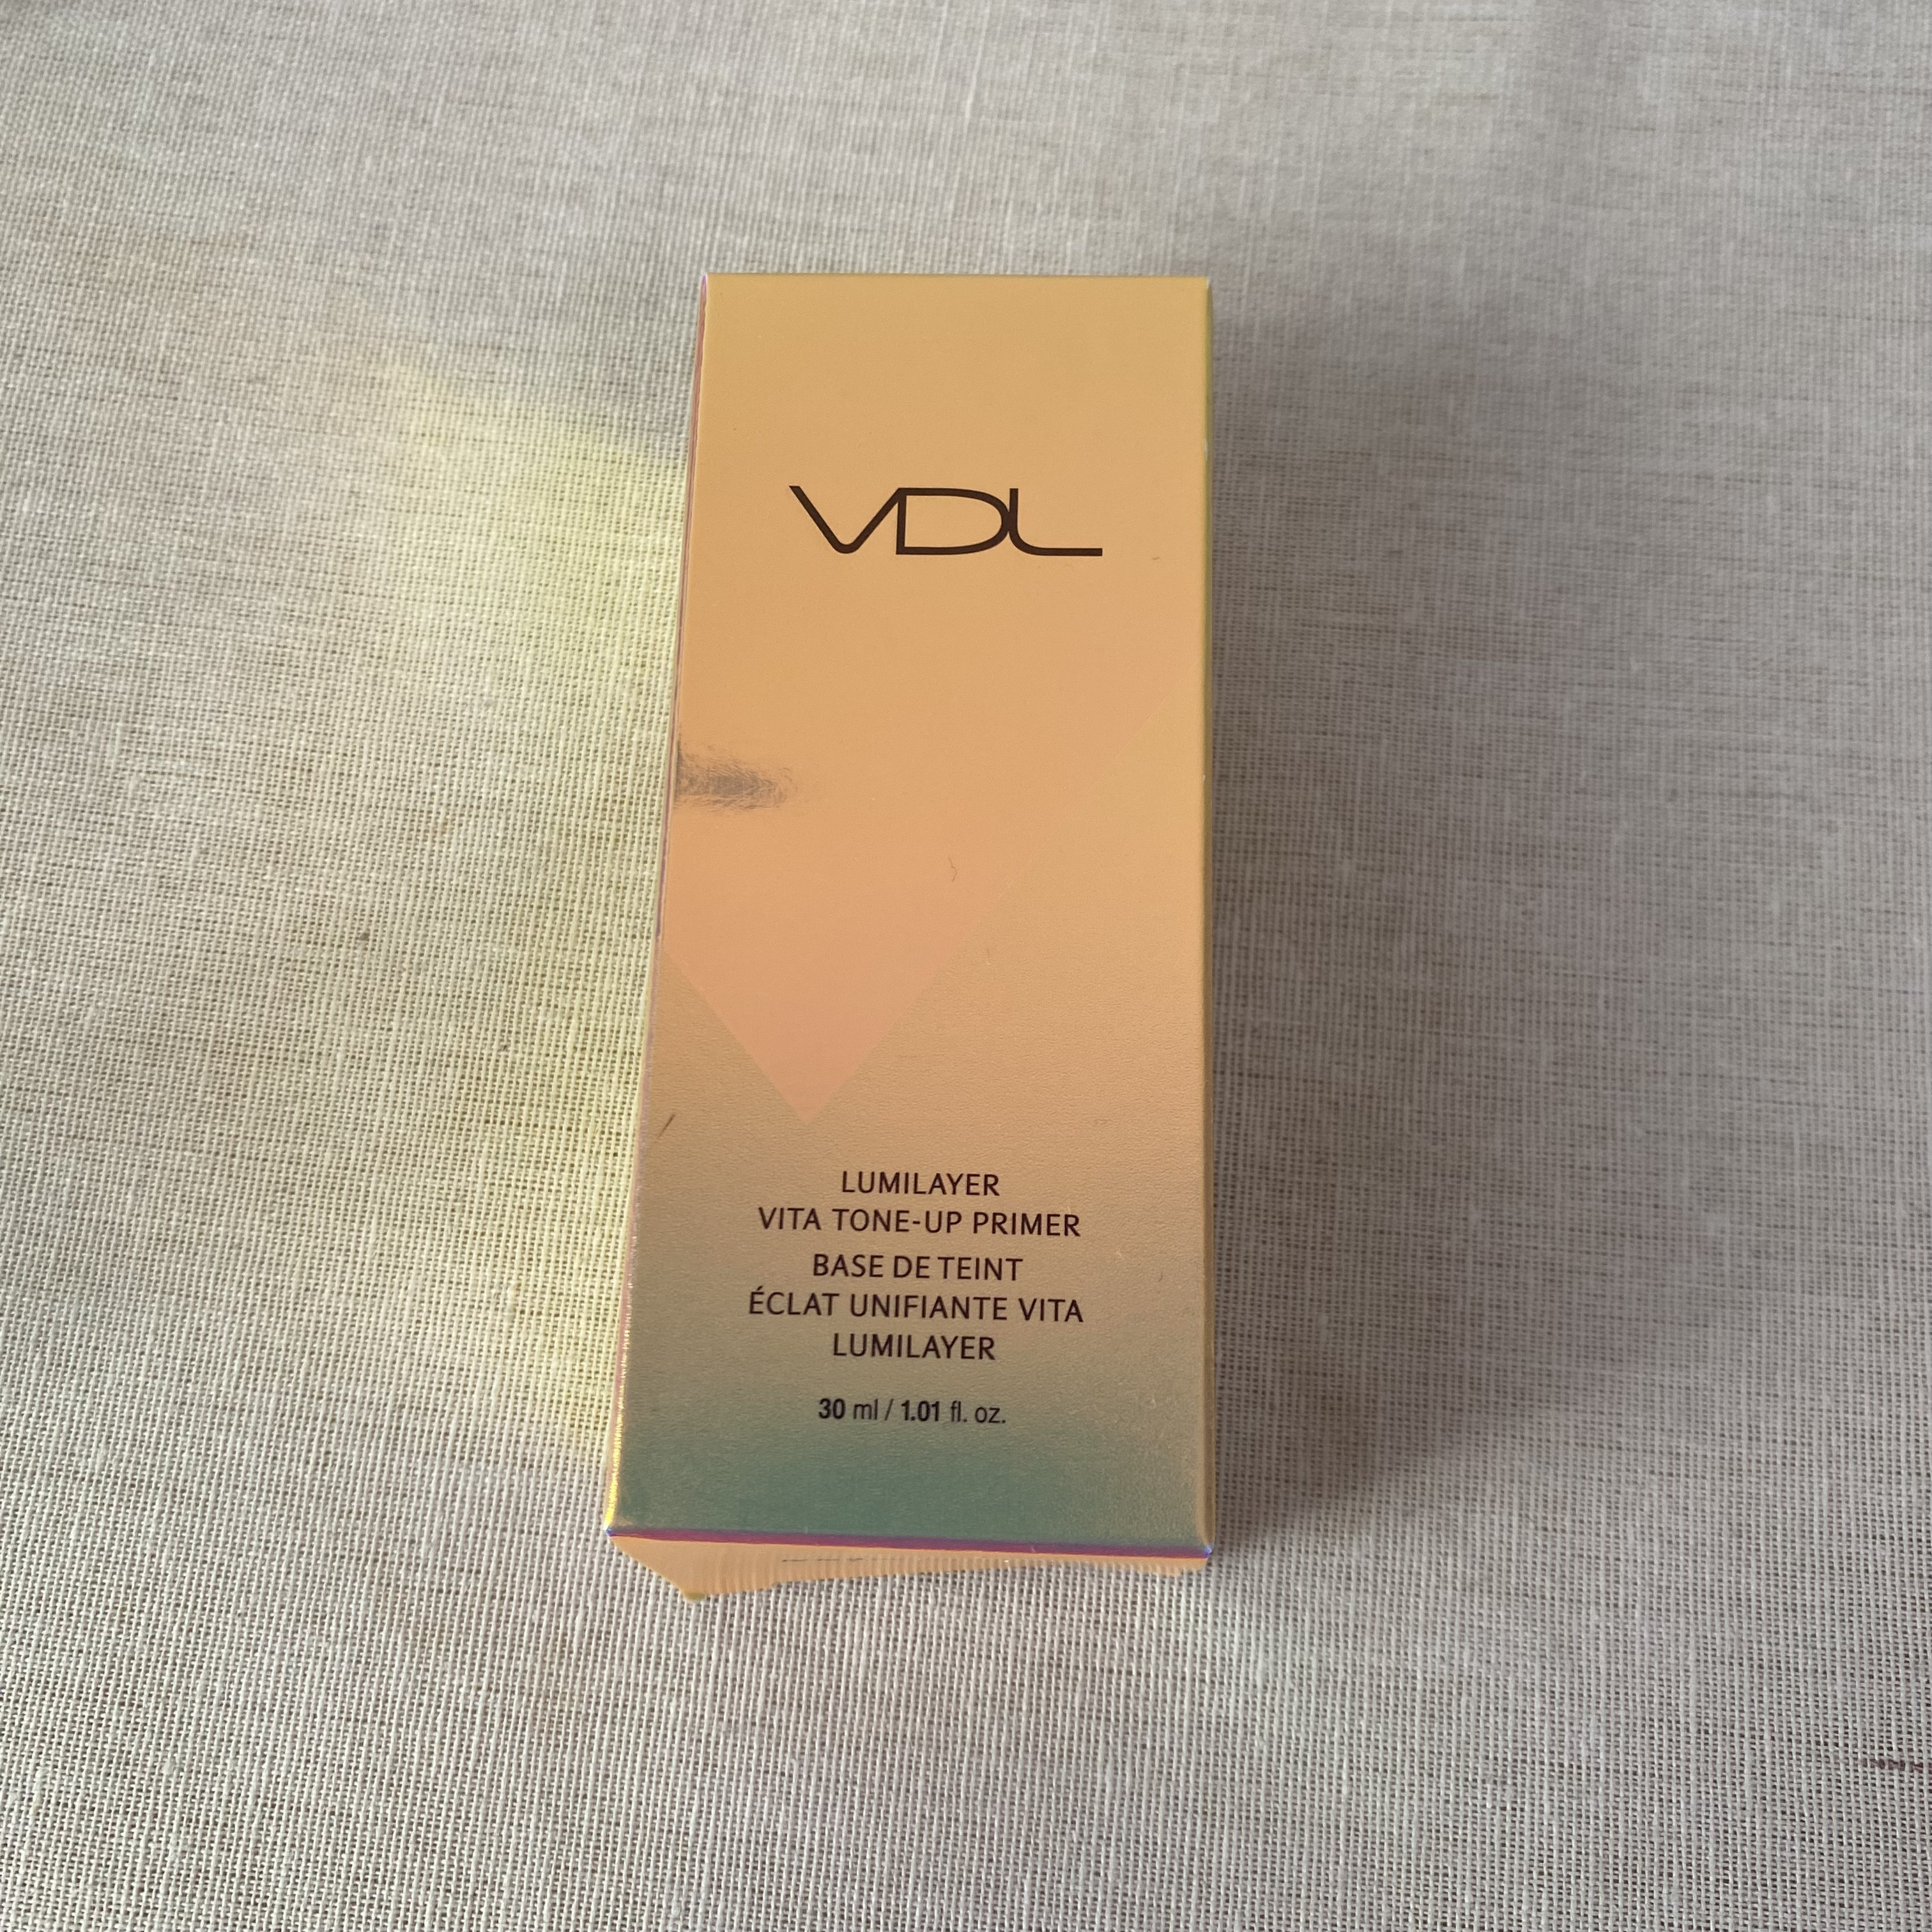 VDL
LUMILAYER
VITA TONE-UP PRIMER
BASE DE TEINT
ÉCLAT UNIFIANTE VITA
LUMILAYER
30 ml / 1.01 fl. oz.